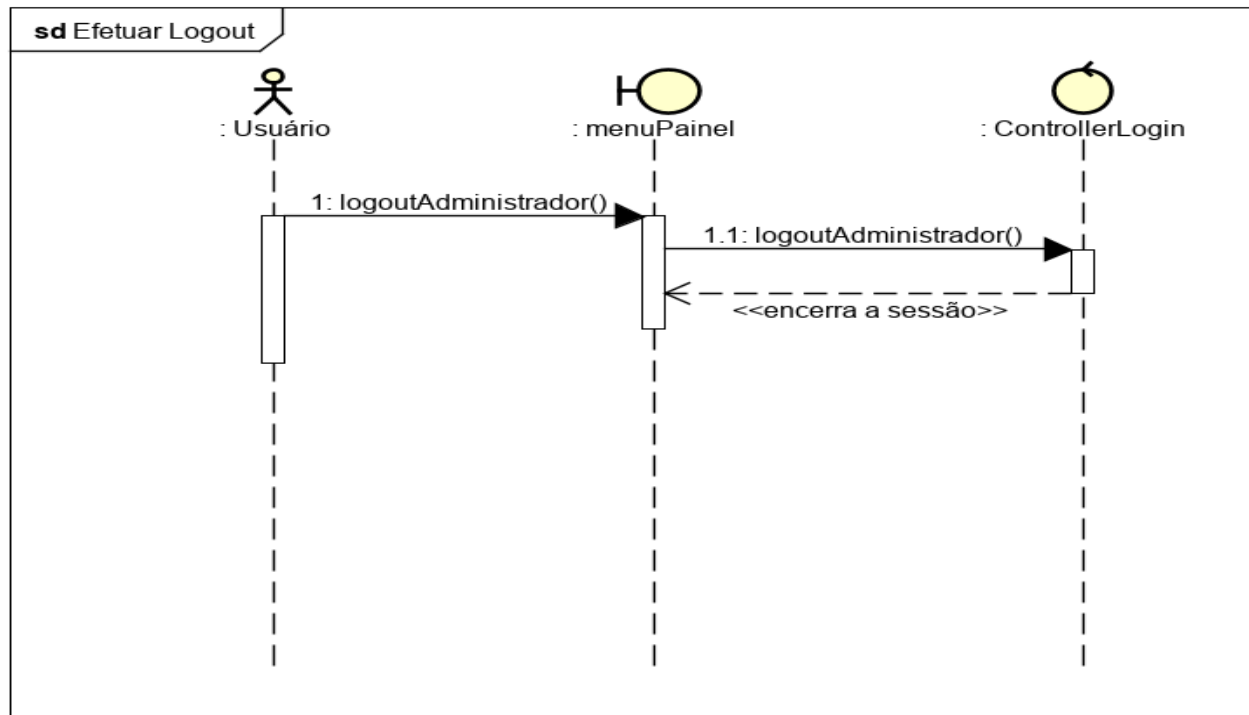 sd Efetuar Logout
: Usuário
: menuPainel
: ControllerLogin
1: logoutAdministrador()
1.1: logoutAdministrador()
<<encerra a sessão>>